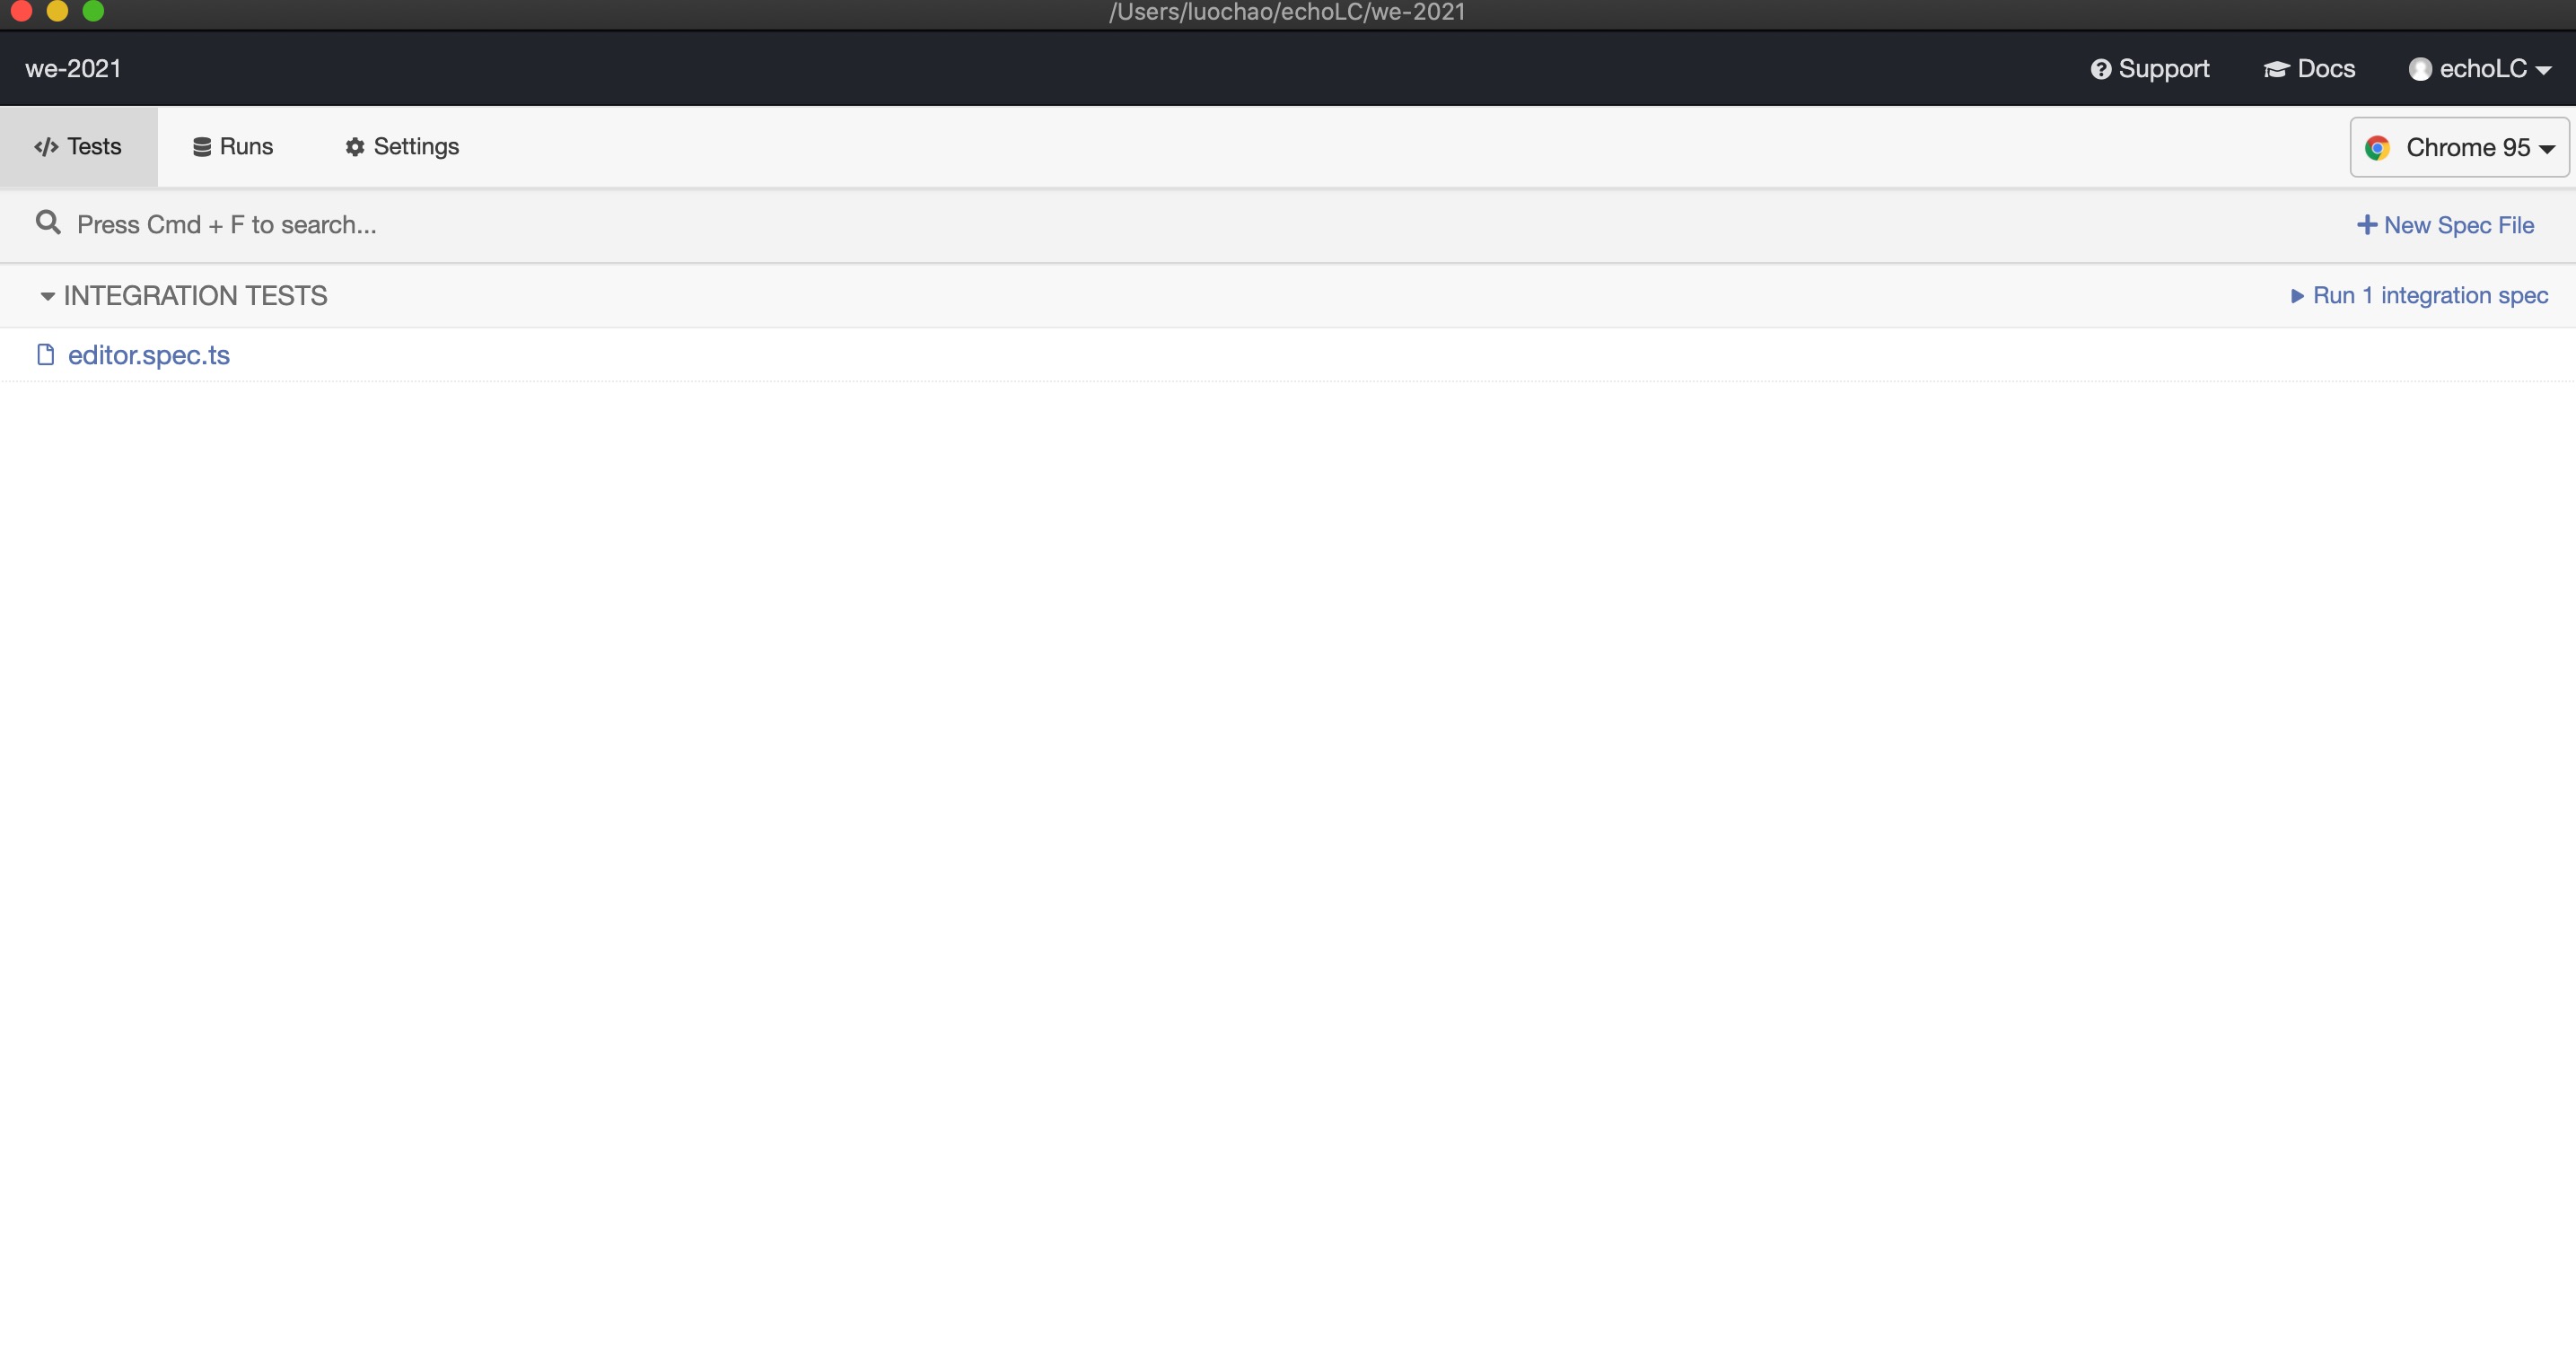 /Users/luochao/echoLC/we-2021
we-2021
Support
Docs
echoLC
Tests
Runs
Settings
Chrome 95
Press Cmd + F to search...
New Spec File
INTEGRATION TESTS
Run 1 integration spec
editor.spec.ts